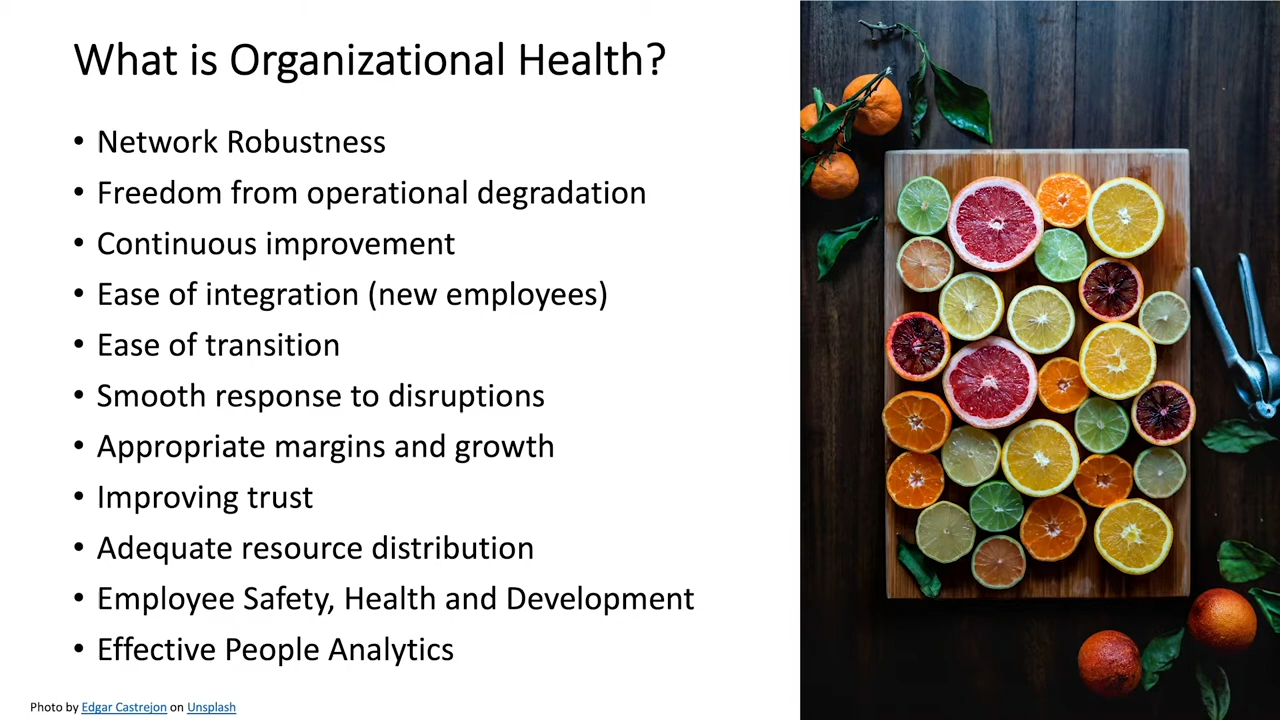 What is Organizational Health?
• Network Robustness
• Freedom from operational degradation
• Continuous improvement
• Ease of integration (new employees)
• Ease of transition
• Smooth response to disruptions
• Appropriate margins and growth
• Improving trust
• Adequate resource distribution
• Employee Safety, Health and Development
• Effective People Analytics
Photo by Edgar Castrejon on Unsplash